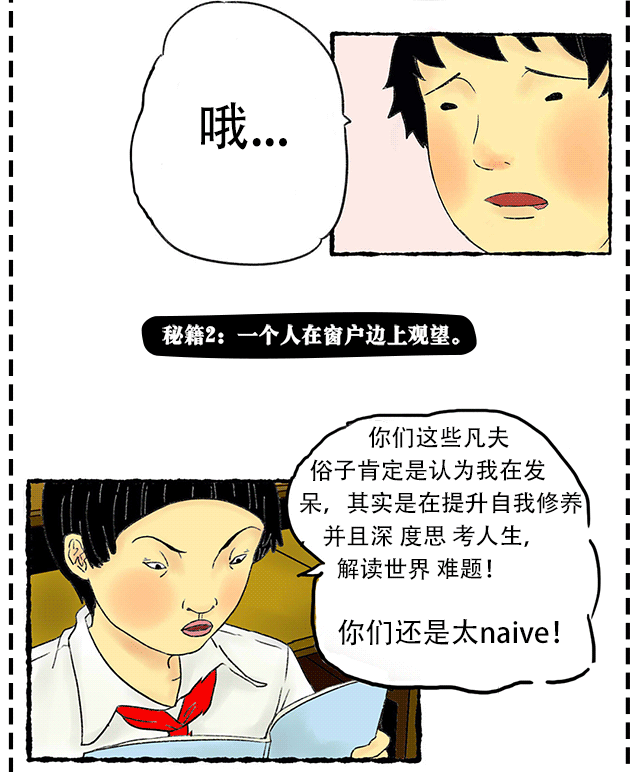 哦...
秘籍2：一个人在窗户边上观望。
你们这些凡夫
俗子肯定是认为我在发
呆，其实是在提升自我修养
并且深 度思 考人生，
解读世界 难题！
你们还是太naive！